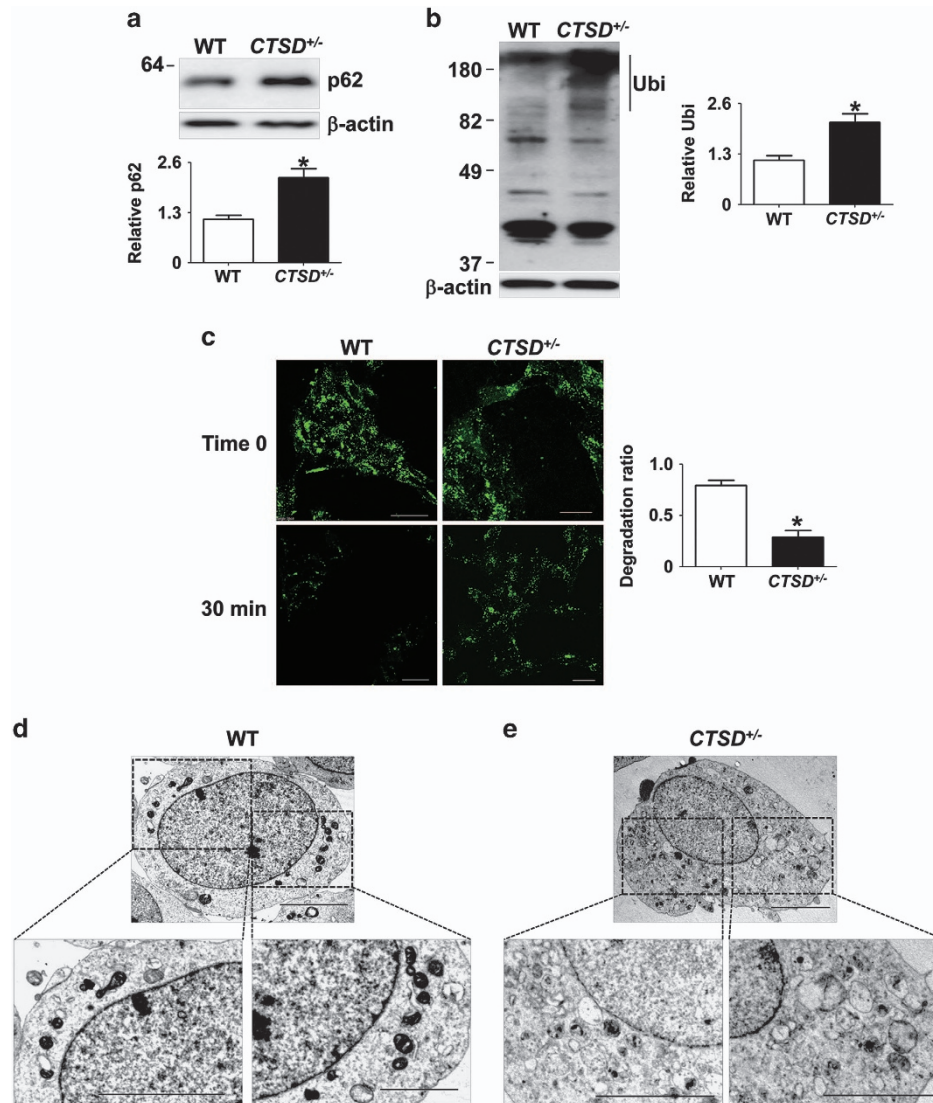 a
WT CTSD+/-
64
p62
β-actin
Relative p62
2.6
1.3
0
WT CTSD+/-
*
b
WT CTSD+/-
180
82
49
37
Ubi
β-actin
Relative Ubi
2.6
1.3
0
WT CTSD+/-
*
c
WT CTSD+/-
Time 0
30 min
Degradation ratio
1.0
0.5
0
WT CTSD+/-
*
d
WT
e
CTSD+/-